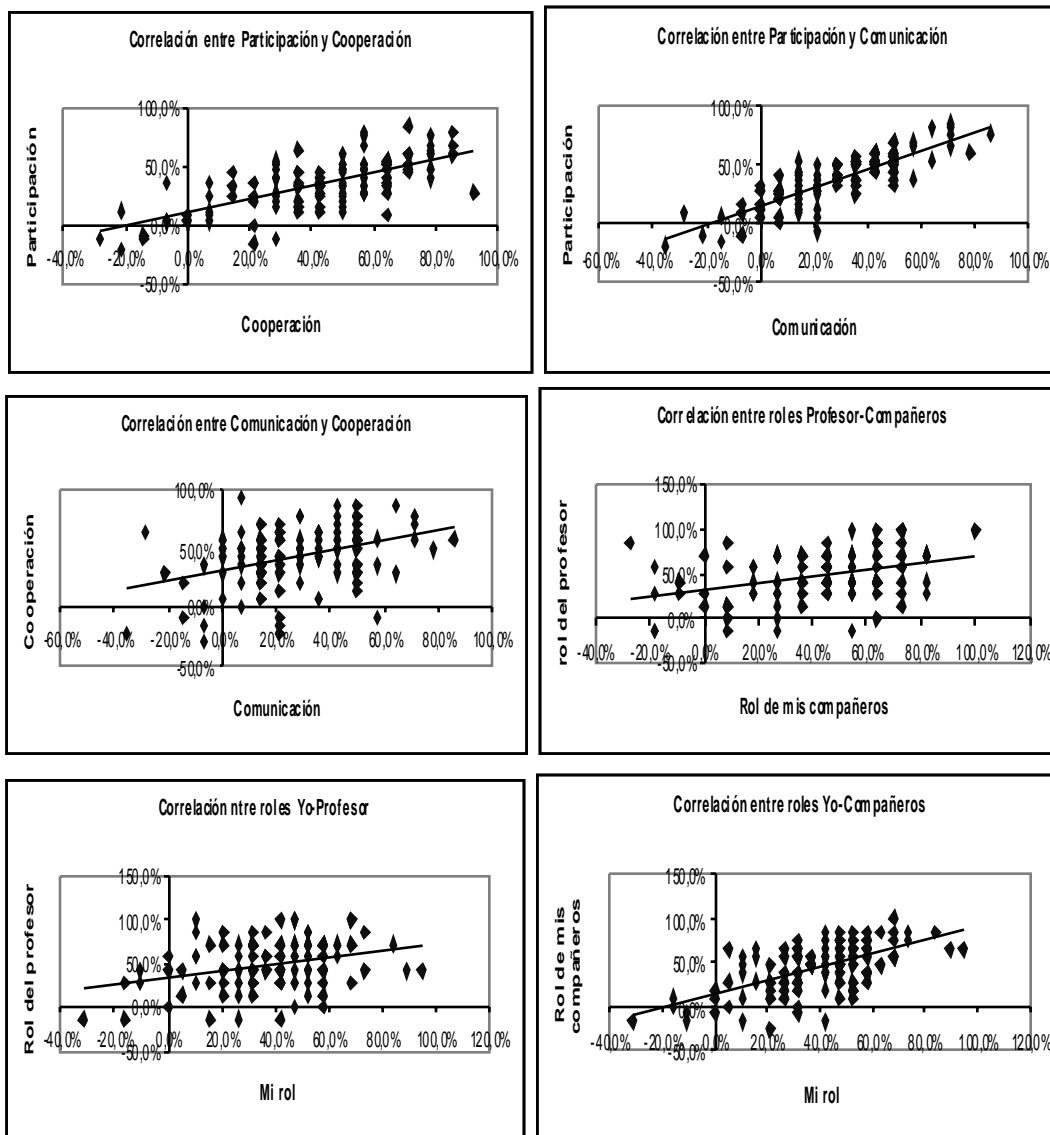 Correlación entre Participación y Cooperación
Participación
100,0%
50,0%
0,0%
-50,0%
-40,0% -20,0% 0,0% 20,0% 40,0% 60,0% 80,0% 100,0%
Cooperación
Correlación entre Participación y Comunicación
Participación
100,0%
50,0%
0,0%
-50,0%
-60,0% -40,0% -20,0% 0,0% 20,0% 40,0% 60,0% 80,0% 100,0%
Comunicación
Correlación entre Comunicación y Cooperación
Cooperación
100,0%
50,0%
0,0%
-50,0%
-60,0% -40,0% -20,0% 0,0% 20,0% 40,0% 60,0% 80,0% 100,0%
Comunicación
Correlación entre roles Profesor-Compañeros
rol del profesor
150,0%
100,0%
50,0%
0,0%
-50,0%
-40,0% -20,0% 0,0% 20,0% 40,0% 60,0% 80,0% 100,0% 120,0%
Rol de mis compañeros
Correlación ntre roles Yo-Profesor
Rol del profesor
150,0%
100,0%
50,0%
0,0%
-50,0%
-40,0% -20,0% 0,0% 20,0% 40,0% 60,0% 80,0% 100,0% 120,0%
Mi rol
Correlación entre roles Yo-Compañeros
Rol de mis
compañeros
150,0%
100,0%
50,0%
0,0%
-50,0%
-40,0% -20,0% 0,0% 20,0% 40,0% 60,0% 80,0% 100,0% 120,0%
Mi rol